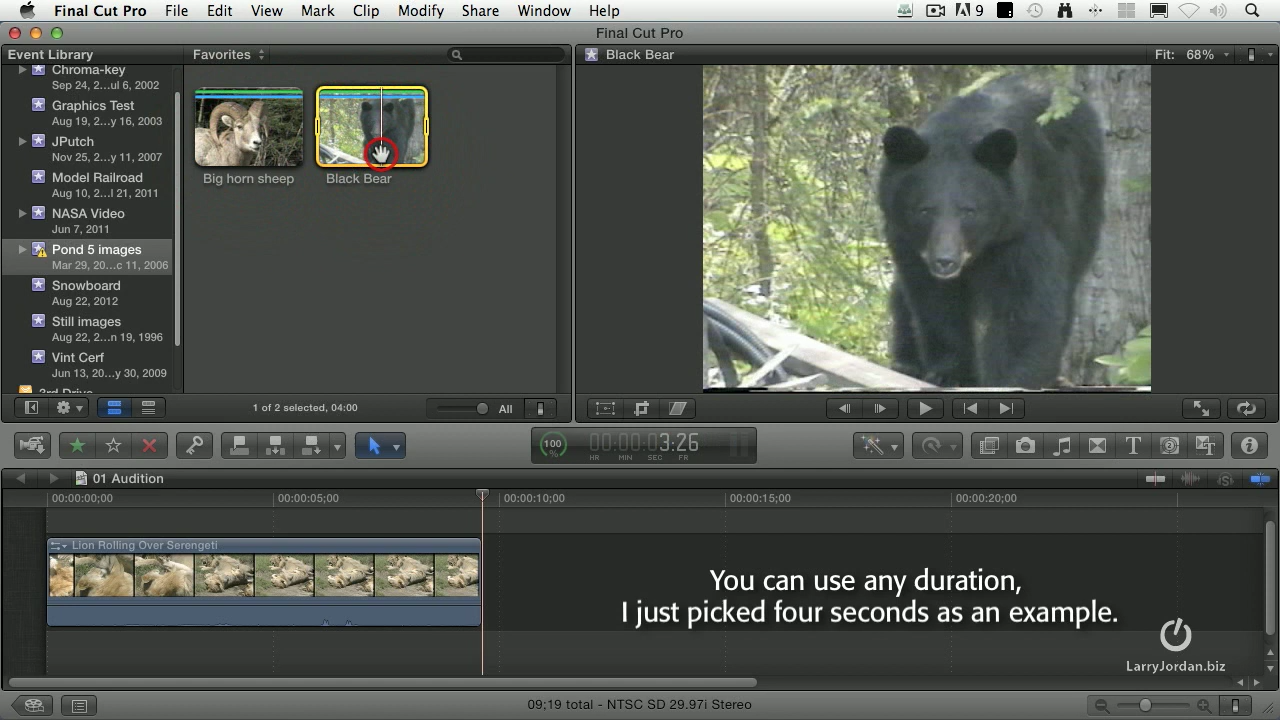 Final Cut Pro File Edit View Mark Clip Modify Share Window Help 9
Final Cut Pro
Event Library
Favorites
Black Bear
Fit: 68%
Chroma-key
Sep 24, 2...ul 6, 2002
Graphics Test
Aug 19, 2...y 16, 2003
JPutch
Nov 25, 2...y 11, 2007
Model Railroad
Aug 10, 2...l 21, 2011
NASA Video
Jun 7, 2011
Pond 5 images
Mar 29, 20...c 11, 2006
Snowboard
Aug 22, 2012
Still images
Aug 22, 2...n 19, 1996
Vint Cerf
Jun 13, 20...y 30, 2009
3rd Drive
Big horn sheep
Black Bear
1 of 2 selected, 04:00
All
100
%
00:00:03:26
HR MIN SEC FR
T
01 Audition
00:00:00;00
00:00:05;00
00:00:10;00
00:00:15;00
00:00:20;00
Lion Rolling Over Serengeti
You can use any duration,
I just picked four seconds as an example.
LarryJordan.biz
09:19 total - NTSC SD 29.97i Stereo